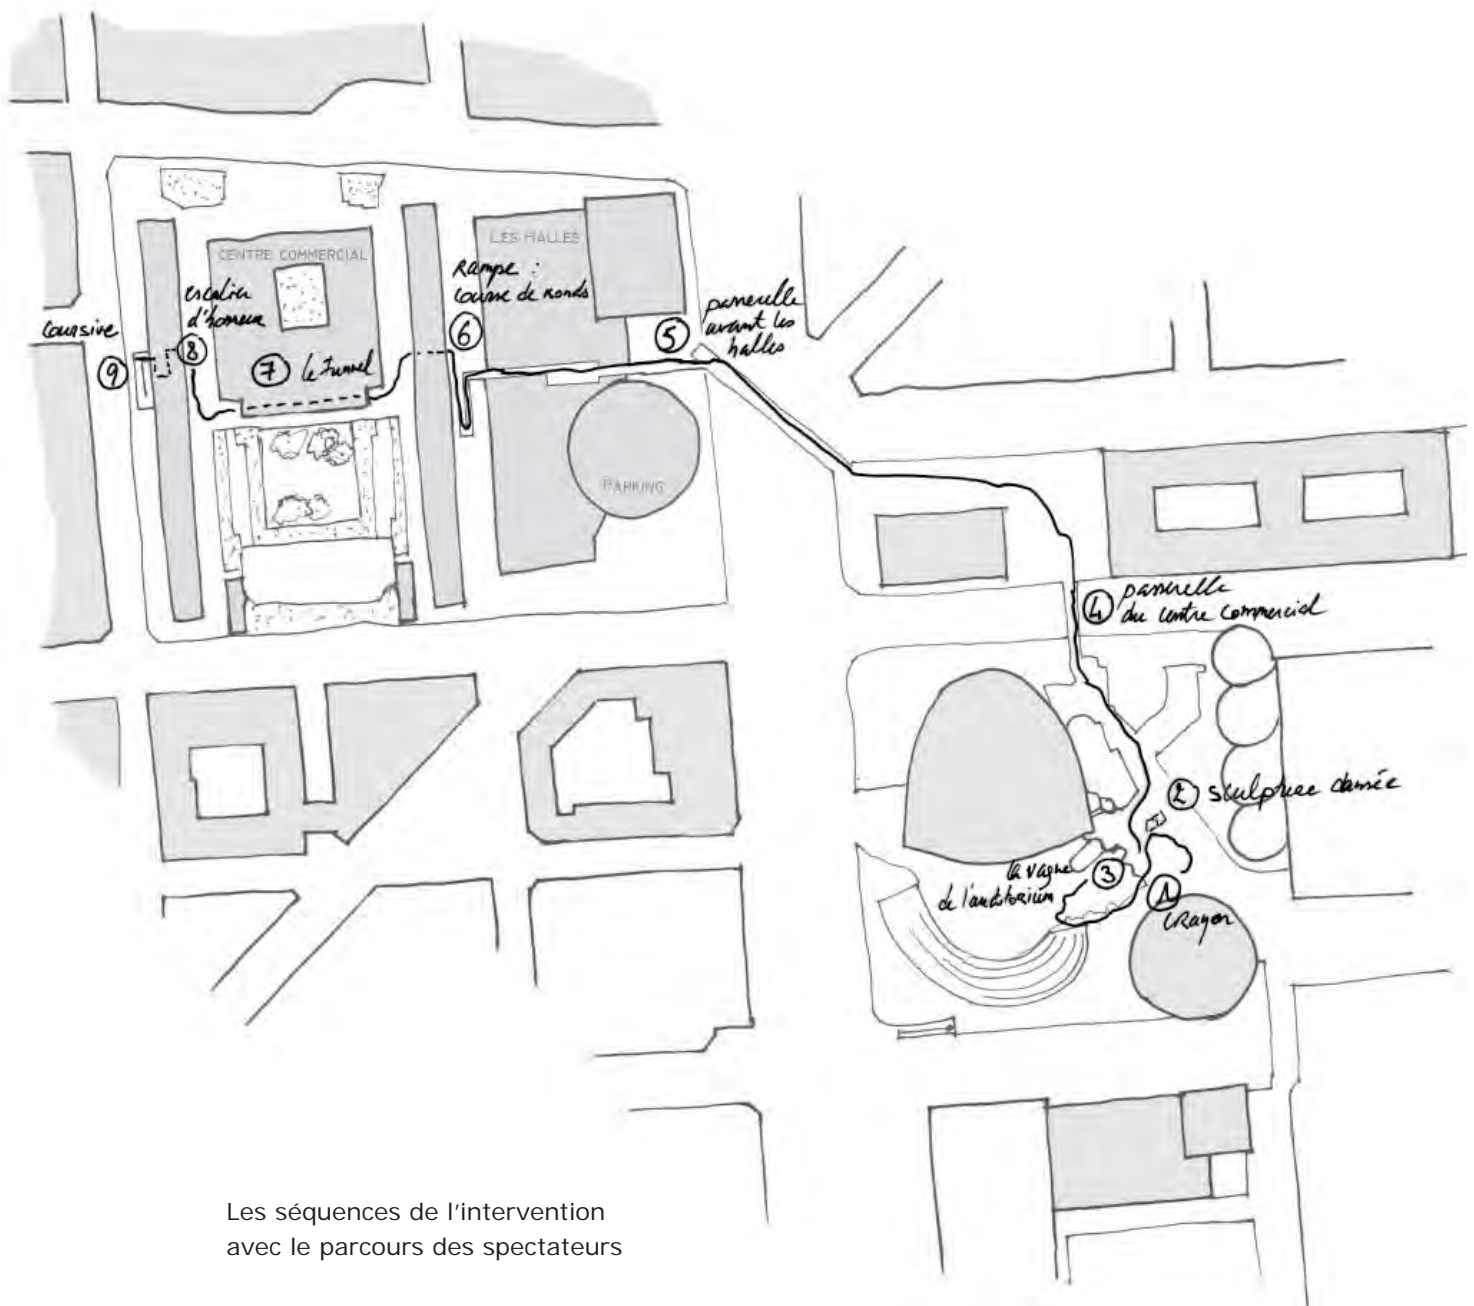 CENTRE COMMERCIAL
LES HALLES
Rampe :
course de ronds
escalier
d'honneur
coursive
passerelle
avant les
halles
6
5
8
9
7 le tunnel
PARKING
4 passerelle
du centre commercial
2 sculpture dansée
la vague
de l'auditorium
3
1
crayon
Les séquences de l'intervention
avec le parcours des spectateurs